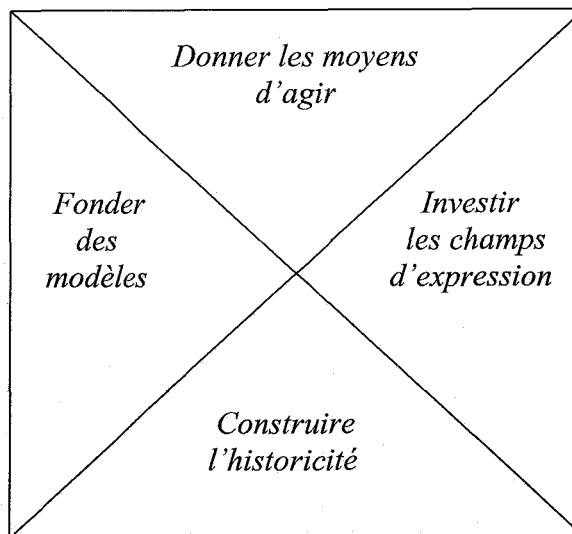 Donner les moyens
d'agir
Fonder
des
modèles
Investir
les champs
d'expression
Construire
l'historicité